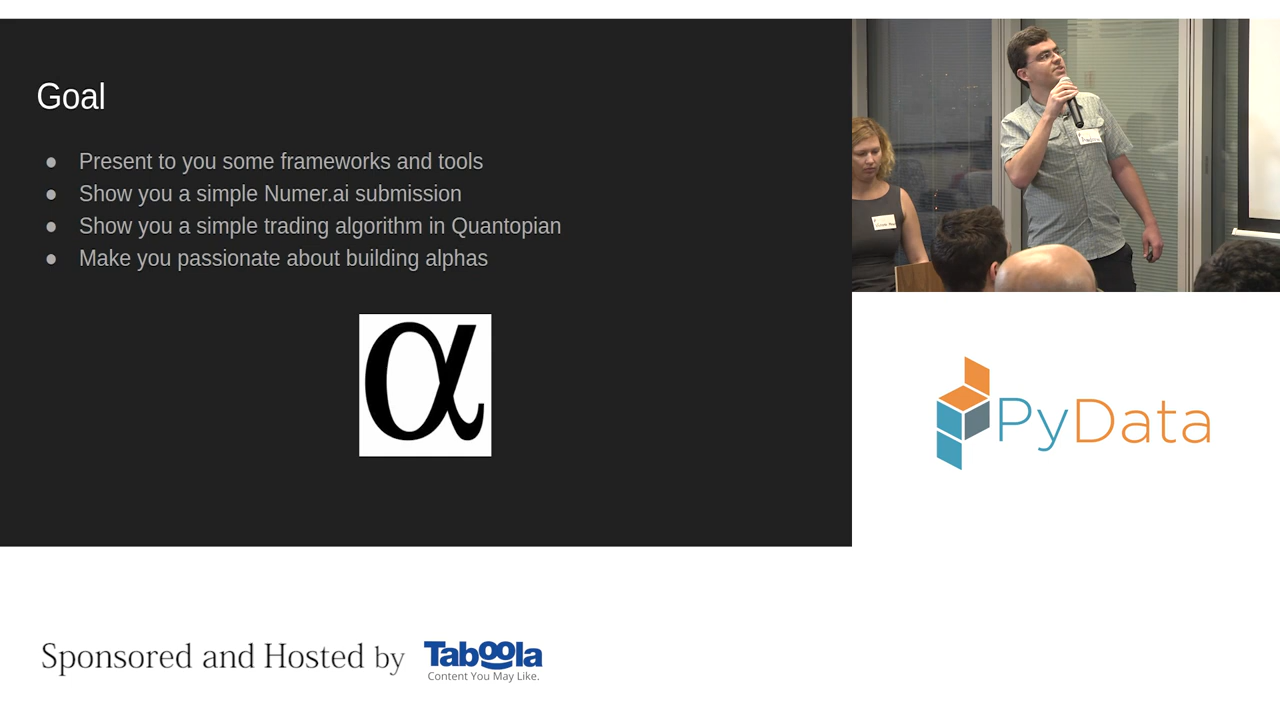 Goal
● Present to you some frameworks and tools
● Show you a simple Numer.ai submission
● Show you a simple trading algorithm in Quantopian
● Make you passionate about building alphas
α
PyData
Sponsored and Hosted by Taboola
Content You May Like.